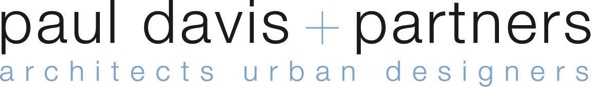 paul davis + partners
architects urban designers